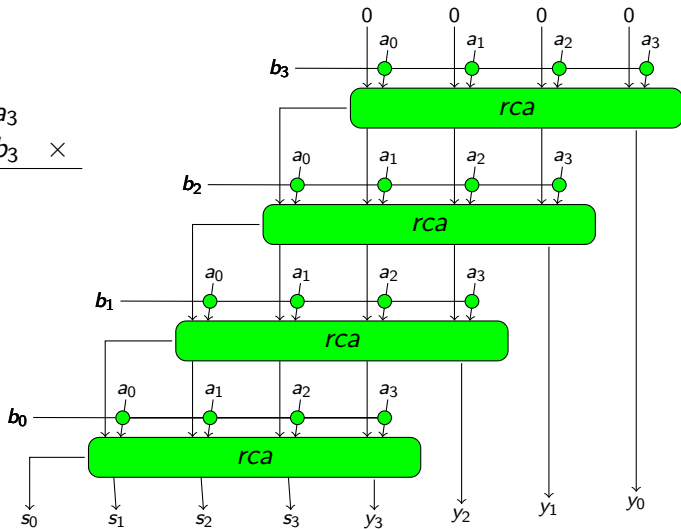 0 0 0 0
a₀ a₁ a₂ a₃
b₃
rca
a₃
b₃ ×
a₀ a₁ a₂ a₃
b₂
rca
a₀ a₁ a₂ a₃
b₁
rca
a₀ a₁ a₂ a₃
b₀
rca
s₀ s₁ s₂ s₃ y₃ y₂ y₁ y₀